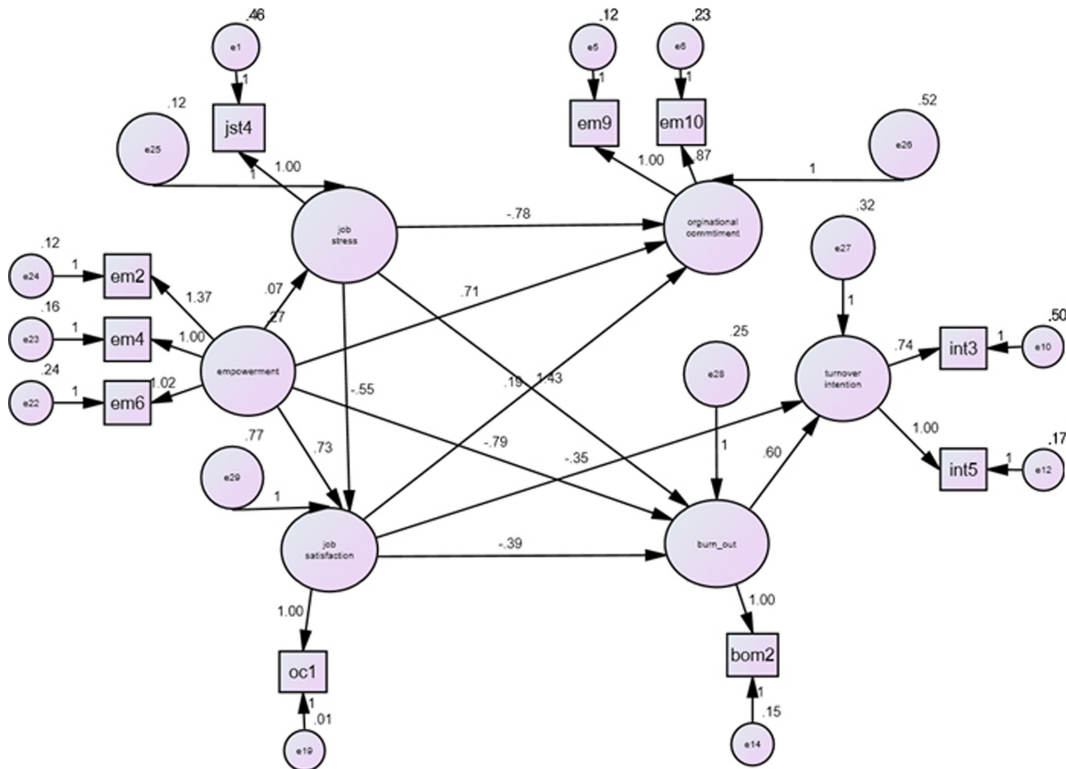 .46
e1
1
jst4
.12
e25
1
1.00
.12
e5
1
em9
.23
e6
1
em10
1.00
.87
.52
e26
1
job
stress
-.78
orginational
commtiment
.32
e27
1
.12
e24
1
em2
1.37
.07
.27
.71
.16
e23
1
em4
1.00
.24
e22
1
em6
1.02
empowerment
-.55
.19
1.43
.25
e28
1
turnover
intention
.74
int3
1
.50
e10
1.00
int5
1
.17
e12
.73
-.79
-.35
.60
.77
e29
1
job
satisfaction
-.39
burn_out
1.00
oc1
1
.01
e19
1.00
bom2
1
.15
e14